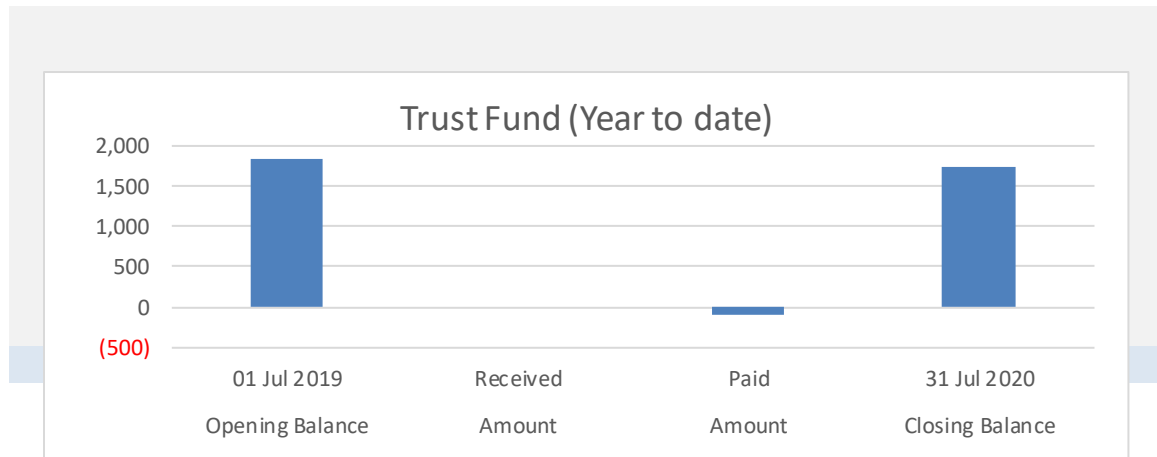 Trust Fund (Year to date)
2,000
1,500
1,000
500
0
(500)
01 Jul 2019 Received Paid 31 Jul 2020
Opening Balance Amount Amount Closing Balance